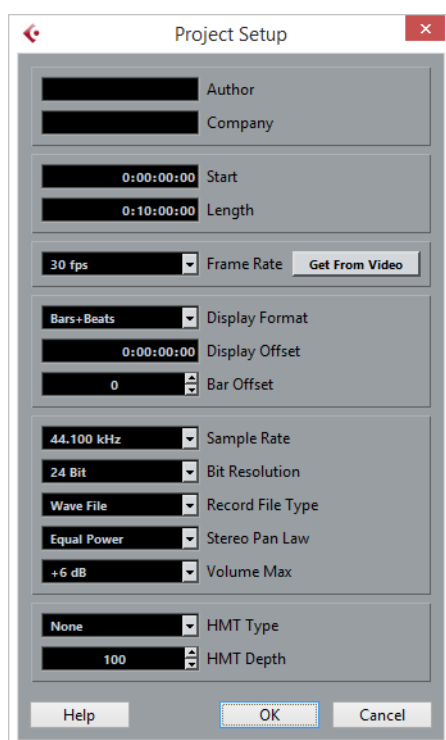 Project Setup
Author
Company
0:00:00:00 Start
0:10:00:00 Length
30 fps Frame Rate Get From Video
Bars+Beats Display Format
0:00:00:00 Display Offset
0 Bar Offset
44.100 kHz Sample Rate
24 Bit Bit Resolution
Wave File Record File Type
Equal Power Stereo Pan Law
+6 dB Volume Max
None HMT Type
100 HMT Depth
Help OK Cancel